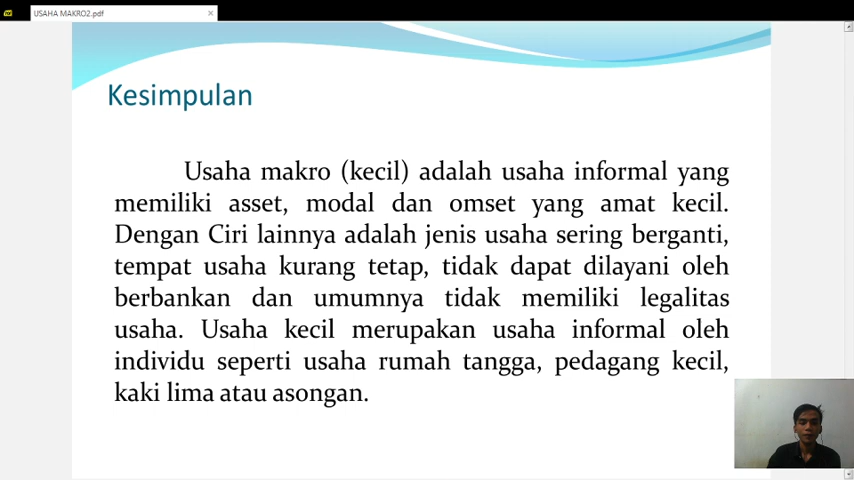 USAHA MAKRO2.pdf
Kesimpulan
Usaha makro (kecil) adalah usaha informal yang
memiliki asset, modal dan omset yang amat kecil.
Dengan Ciri lainnya adalah jenis usaha sering berganti,
tempat usaha kurang tetap, tidak dapat dilayani oleh
berbankan dan umumnya tidak memiliki legalitas
usaha. Usaha kecil merupakan usaha informal oleh
individu seperti usaha rumah tangga, pedagang kecil,
kaki lima atau asongan.